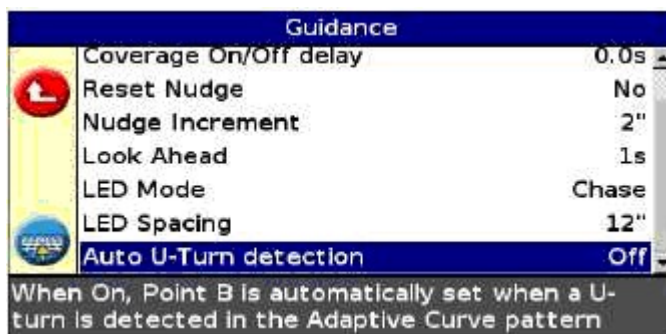 Guidance
Coverage On/Off delay 0.0s
Reset Nudge No
Nudge Increment 2"
Look Ahead 1s
LED Mode Chase
LED Spacing 12"
Auto U-Turn detection Off
When On, Point B is automatically set when a U-
turn is detected in the Adaptive Curve pattern